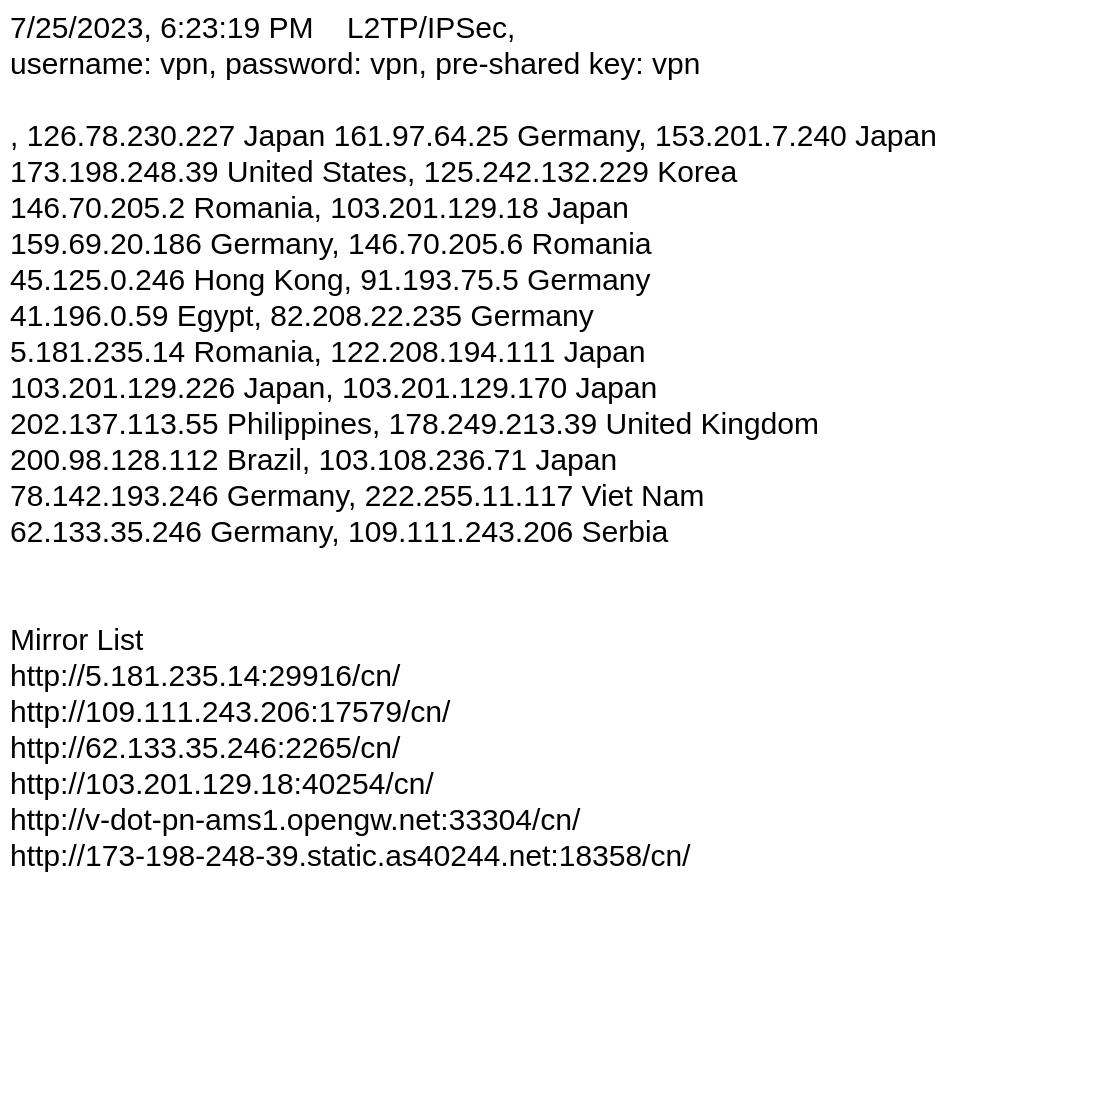 7/25/2023, 6:23:19 PM    L2TP/IPSec,
username: vpn, password: vpn, pre-shared key: vpn
, 126.78.230.227 Japan 161.97.64.25 Germany, 153.201.7.240 Japan
173.198.248.39 United States, 125.242.132.229 Korea
146.70.205.2 Romania, 103.201.129.18 Japan
159.69.20.186 Germany, 146.70.205.6 Romania
45.125.0.246 Hong Kong, 91.193.75.5 Germany
41.196.0.59 Egypt, 82.208.22.235 Germany
5.181.235.14 Romania, 122.208.194.111 Japan
103.201.129.226 Japan, 103.201.129.170 Japan
202.137.113.55 Philippines, 178.249.213.39 United Kingdom
200.98.128.112 Brazil, 103.108.236.71 Japan
78.142.193.246 Germany, 222.255.11.117 Viet Nam
62.133.35.246 Germany, 109.111.243.206 Serbia
Mirror List
http://5.181.235.14:29916/cn/
http://109.111.243.206:17579/cn/
http://62.133.35.246:2265/cn/
http://103.201.129.18:40254/cn/
http://v-dot-pn-ams1.opengw.net:33304/cn/
http://173-198-248-39.static.as40244.net:18358/cn/